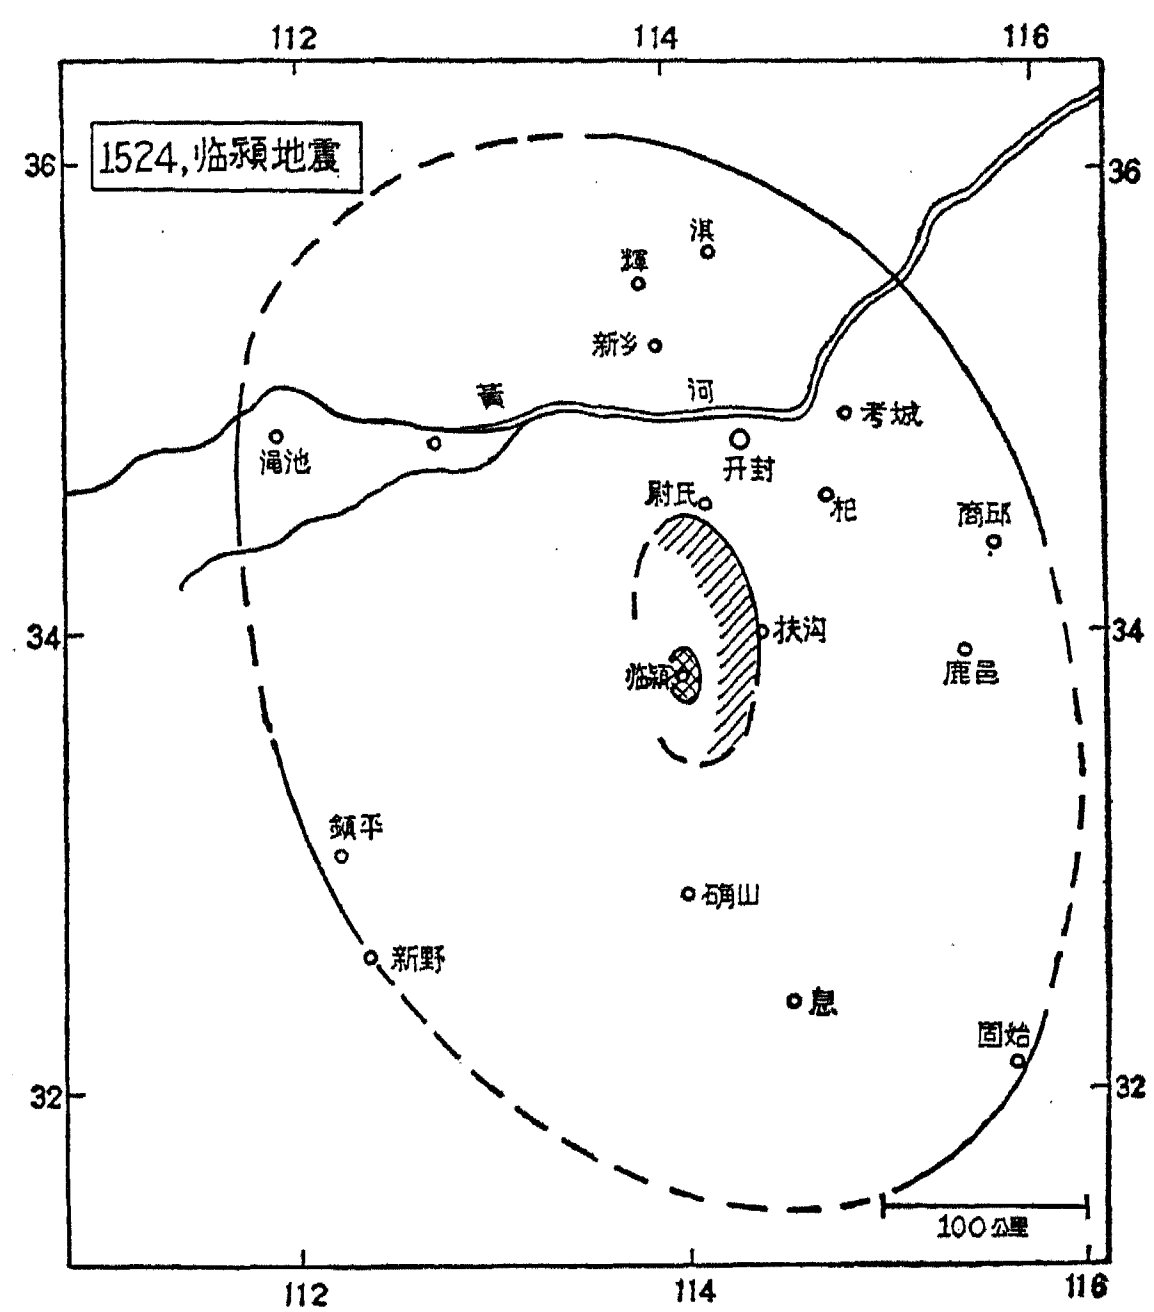 112 114 116
1524,临潁地震
36 36
淇
輝
新乡
黃 河
考城
渑池
开封
尉氏
杞
商邱
34 34
扶沟
临潁
鹿邑
鎮平
确山
新野
息
固始
32 32
100公里
112 114 116